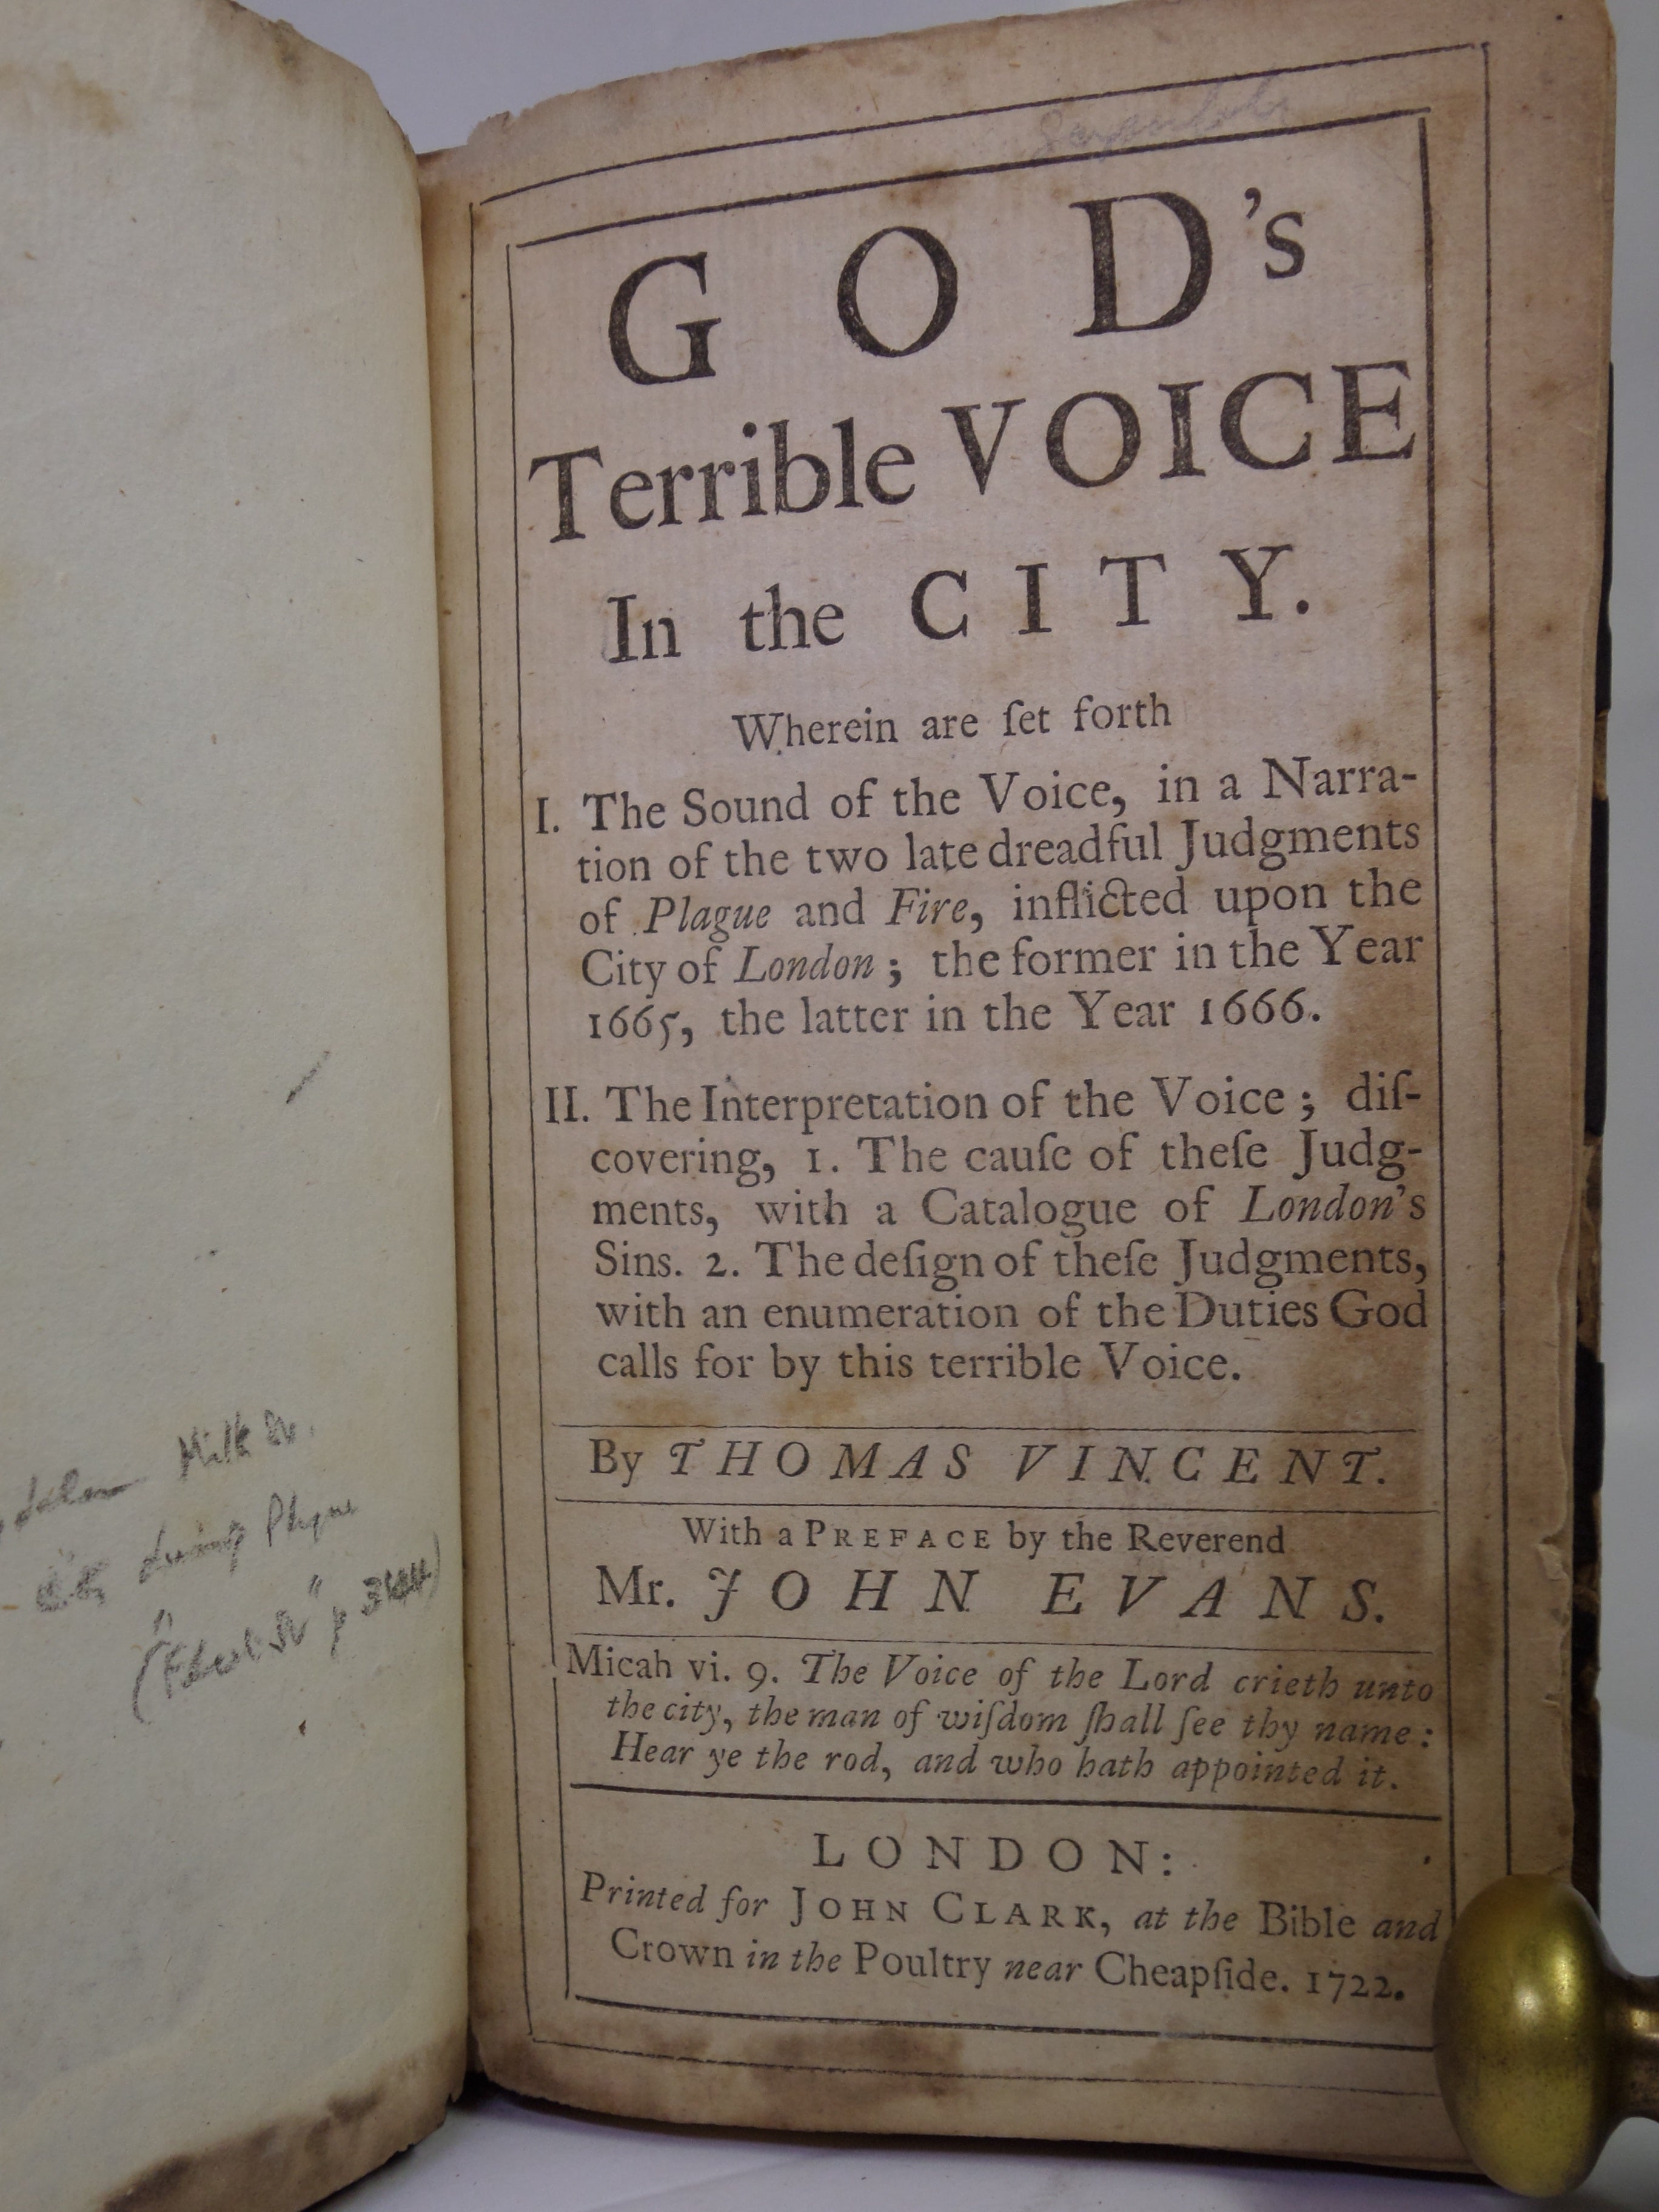 Milk St.
during Plague
G O D's
Terrible VOICE
In the C I T Y.
Wherein are ſet forth
I. The Sound of the Voice, in a Narra-
tion of the two late dreadful Judgments
of Plague and Fire, inflicted upon the
City of London; the former in the Year
1665, the latter in the Year 1666.
II. The Interpretation of the Voice; diſ-
covering, 1. The cauſe of theſe Judg-
ments, with a Catalogue of London's
Sins. 2. The deſign of theſe Judgments,
with an enumeration of the Duties God
calls for by this terrible Voice.
By THOMAS VINCENT.
With a PREFACE by the Reverend
Mr. JOHN EVANS.
Micah vi. 9. The Voice of the Lord crieth unto
the city, the man of wiſdom ſhall ſee thy name:
Hear ye the rod, and who hath appointed it.
LONDON:
Printed for JOHN CLARK, at the Bible and
Crown in the Poultry near Cheapſide. 1722.